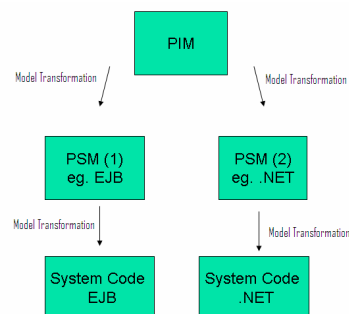 PIM
Model Transformation
Model Transformation
PSM (1)
eg. EJB
PSM (2)
eg. .NET
Model Transformation
Model Transformation
System Code
EJB
System Code
.NET